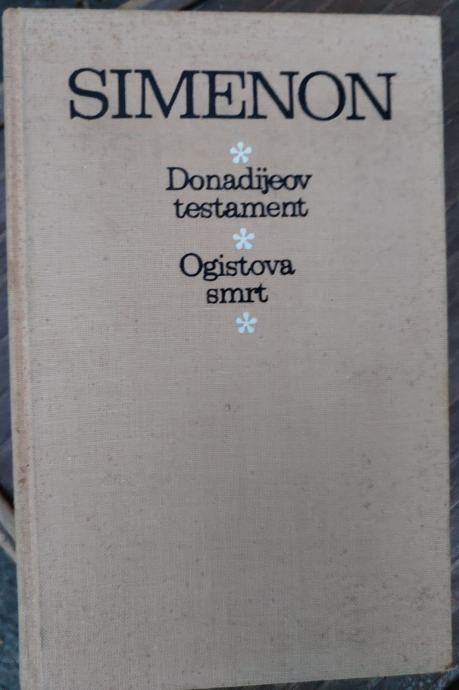 SIMENON
Donadijeov
testament
Ogistova
smrt